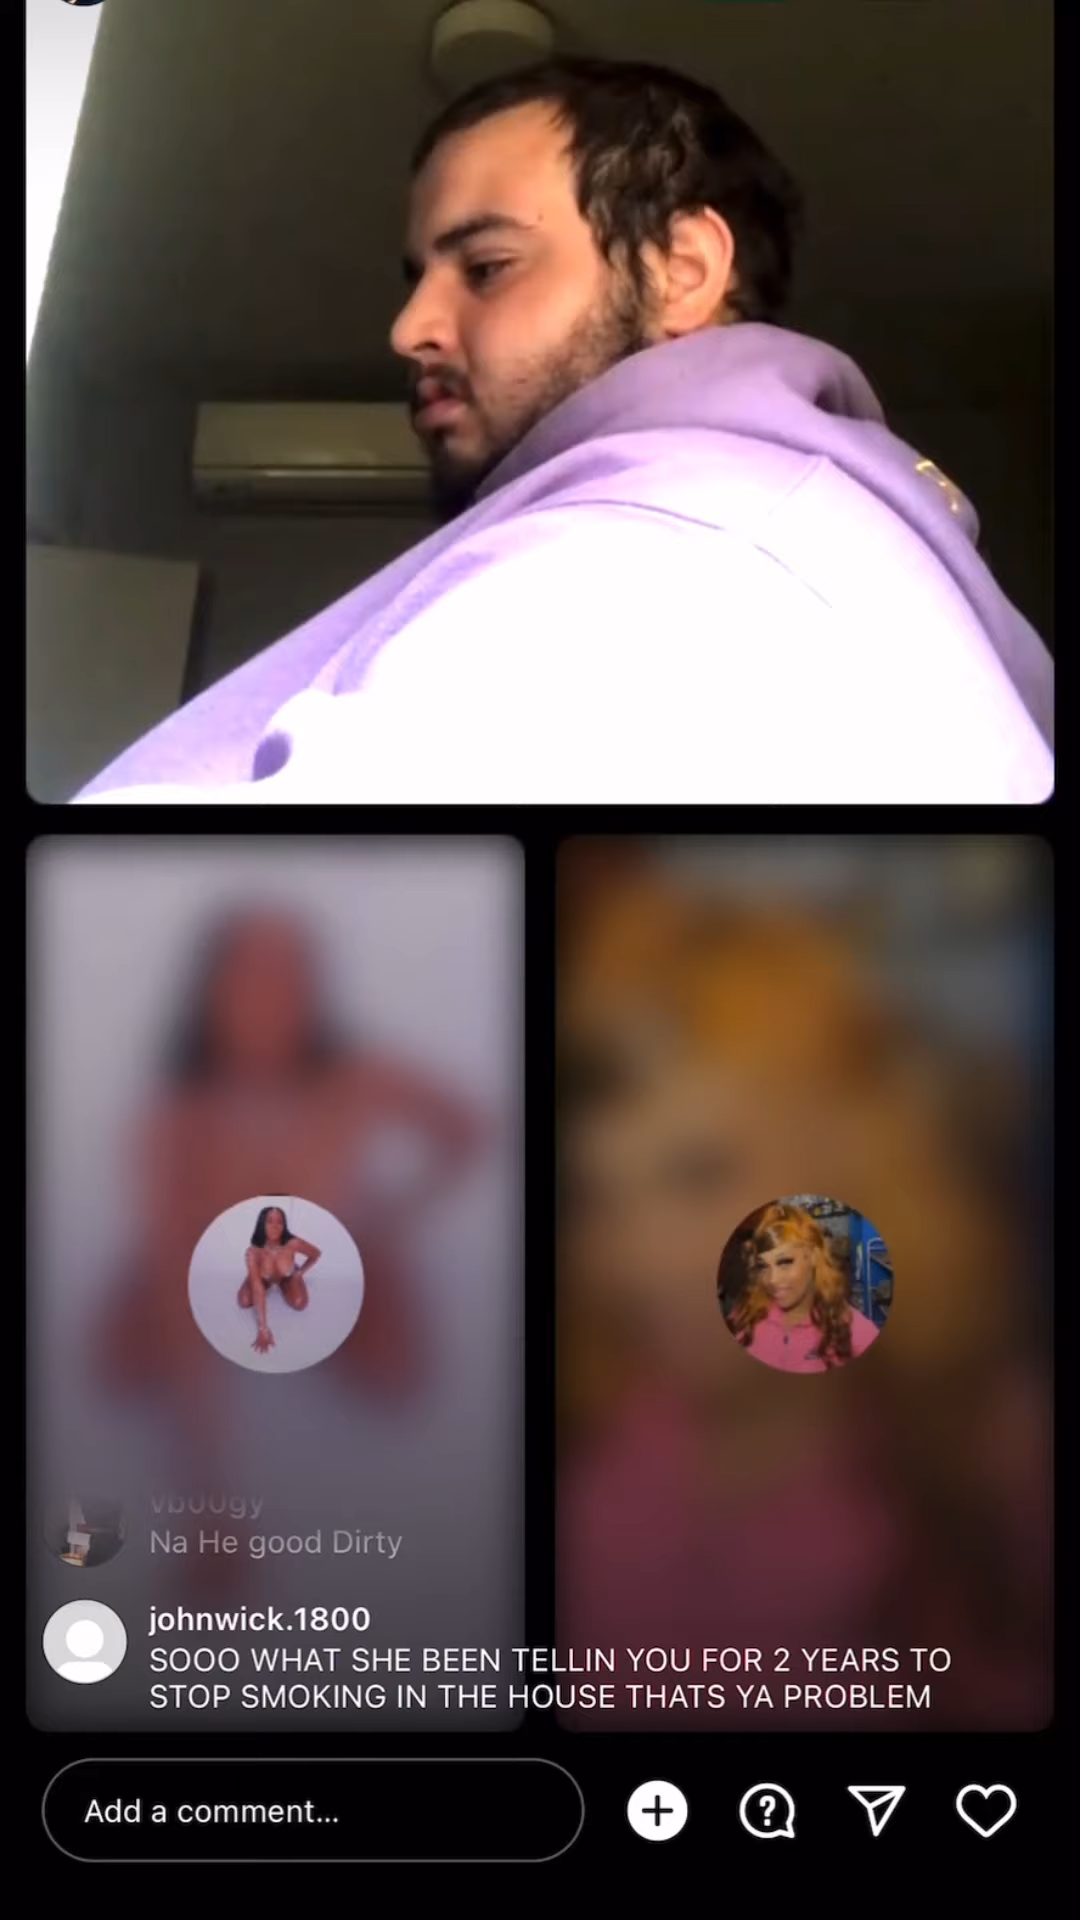 vb00gy
Na He good Dirty
johnwick.1800
SOOO WHAT SHE BEEN TELLIN YOU FOR 2 YEARS TO
STOP SMOKING IN THE HOUSE THATS YA PROBLEM
Add a comment...